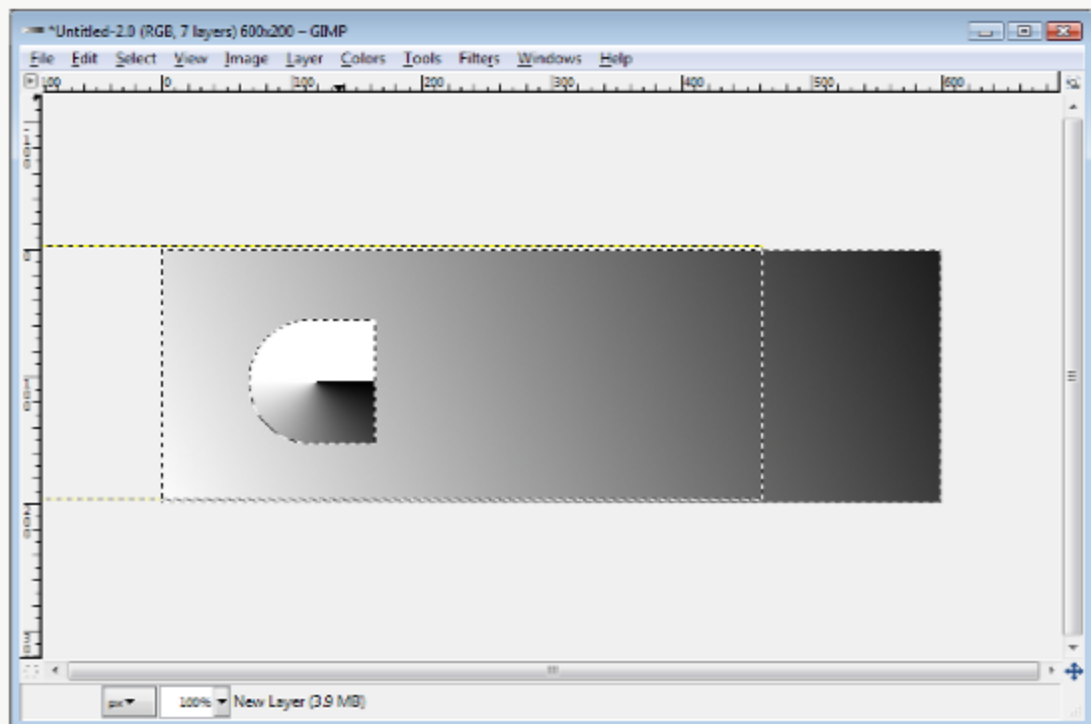 *Untitled-2.0 (RGB, 7 layers) 600x200 – GIMP
File Edit Select View Image Layer Colors Tools Filters Windows Help
0 100 200 300 400 500 600
px 100% New Layer (3.9 MB)